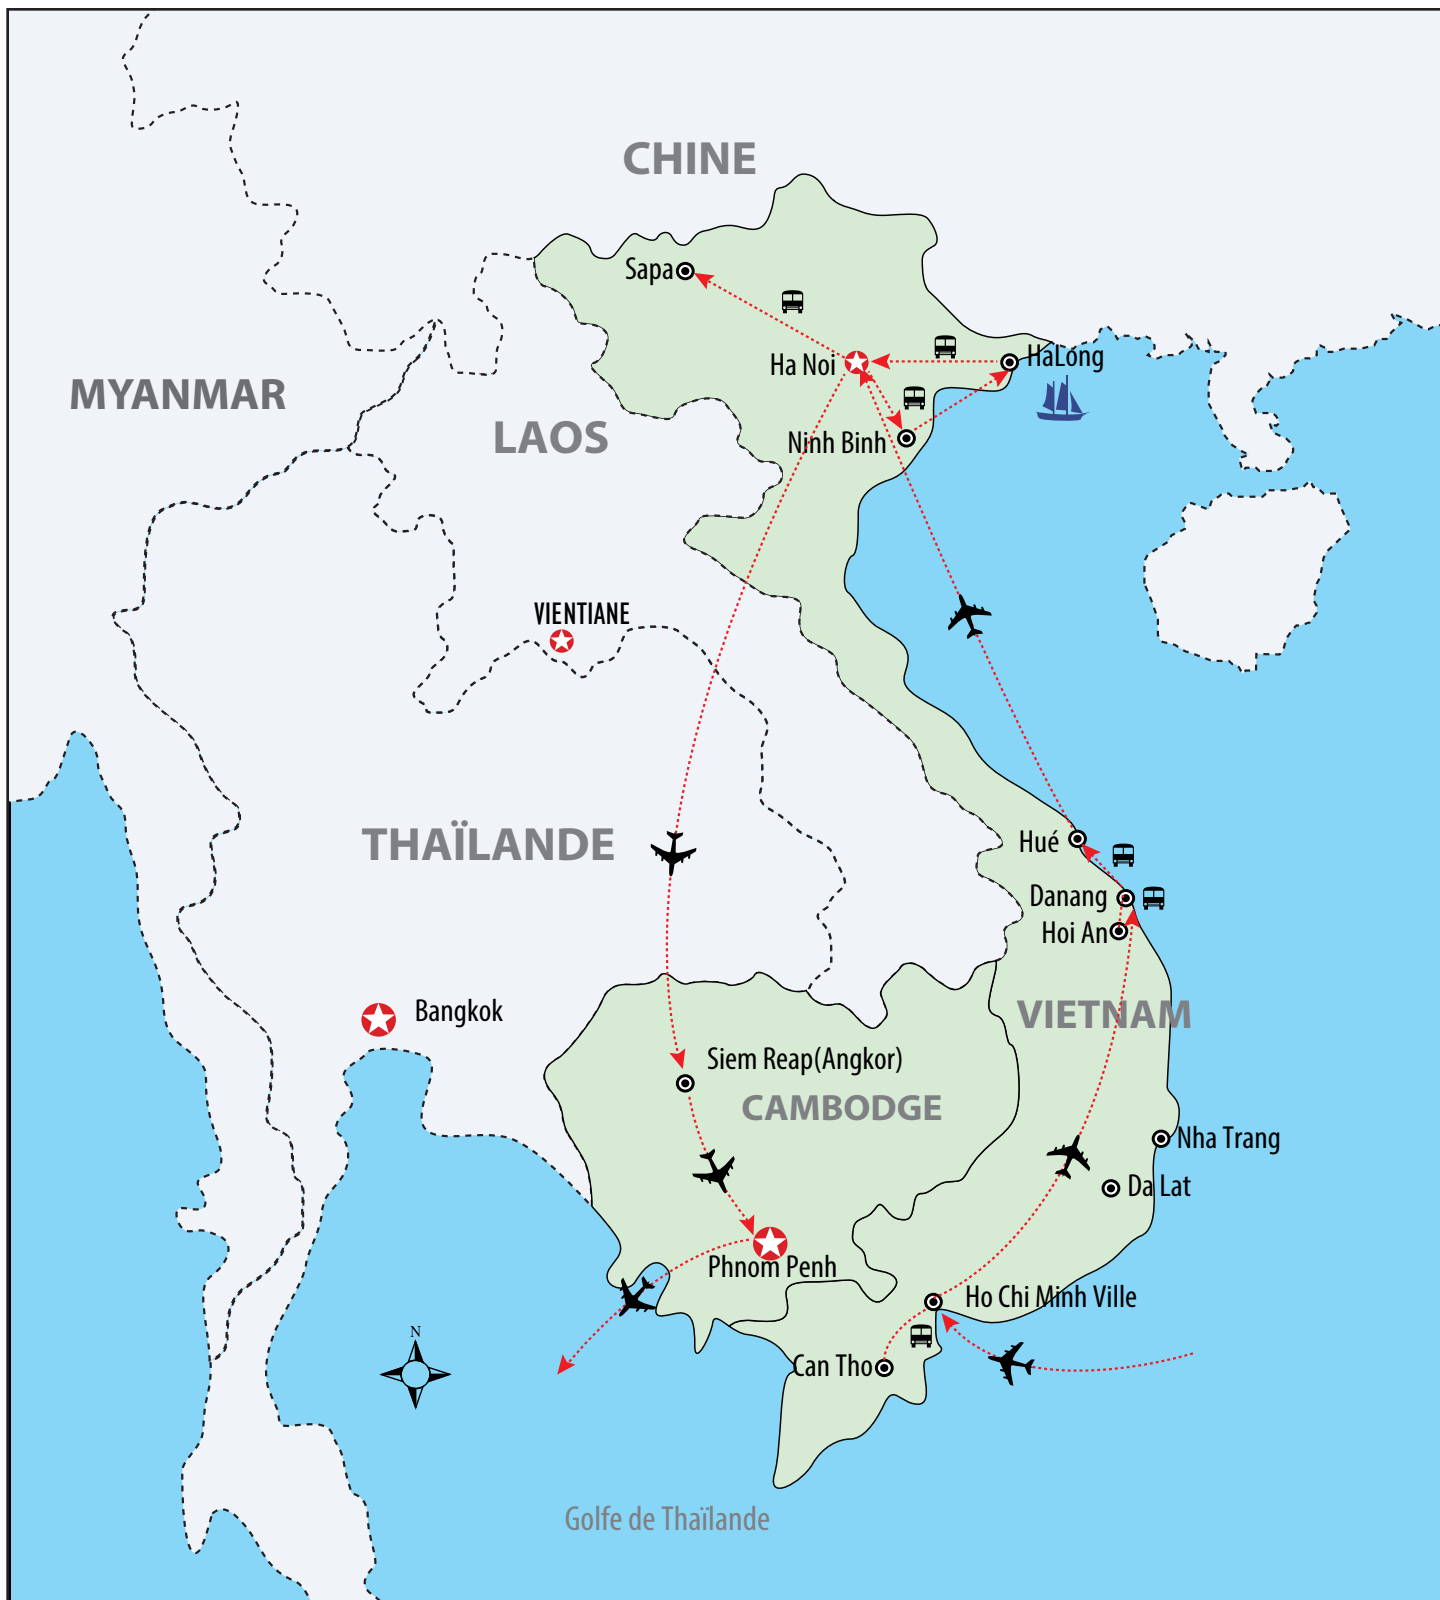 CHINE
Sapa
Ha Noi
HaLong
MYANMAR
LAOS
Ninh Binh
VIENTIANE
THAÏLANDE
Hué
Danang
Hoi An
Bangkok
VIETNAM
Siem Reap(Angkor)
CAMBODGE
Nha Trang
Da Lat
Phnom Penh
Ho Chi Minh Ville
N
Can Tho
Golfe de Thaïlande